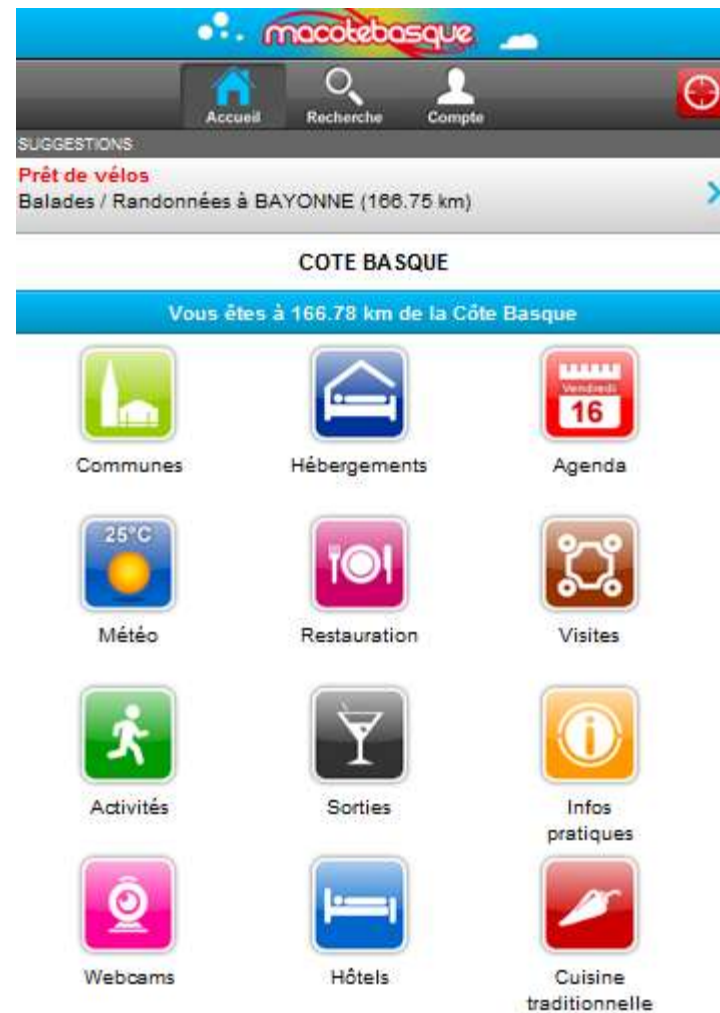 macotebasque
Accueil Recherche Compte
SUGGESTIONS
Prêt de vélos
Balades / Randonnées à BAYONNE (166.75 km)
COTE BASQUE
Vous êtes à 166.78 km de la Côte Basque
Vendredi
16
Communes Hébergements Agenda
25°C
Météo Restauration Visites
Activités Sorties Infos
pratiques
Webcams Hôtels Cuisine
traditionnelle